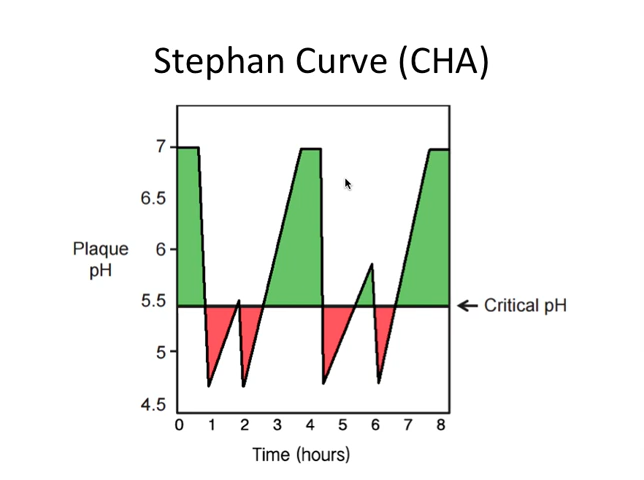 Stephan Curve (CHA)
7
6.5
Plaque
pH
6
5.5
← Critical pH
5
4.5
0 1 2 3 4 5 6 7 8
Time (hours)